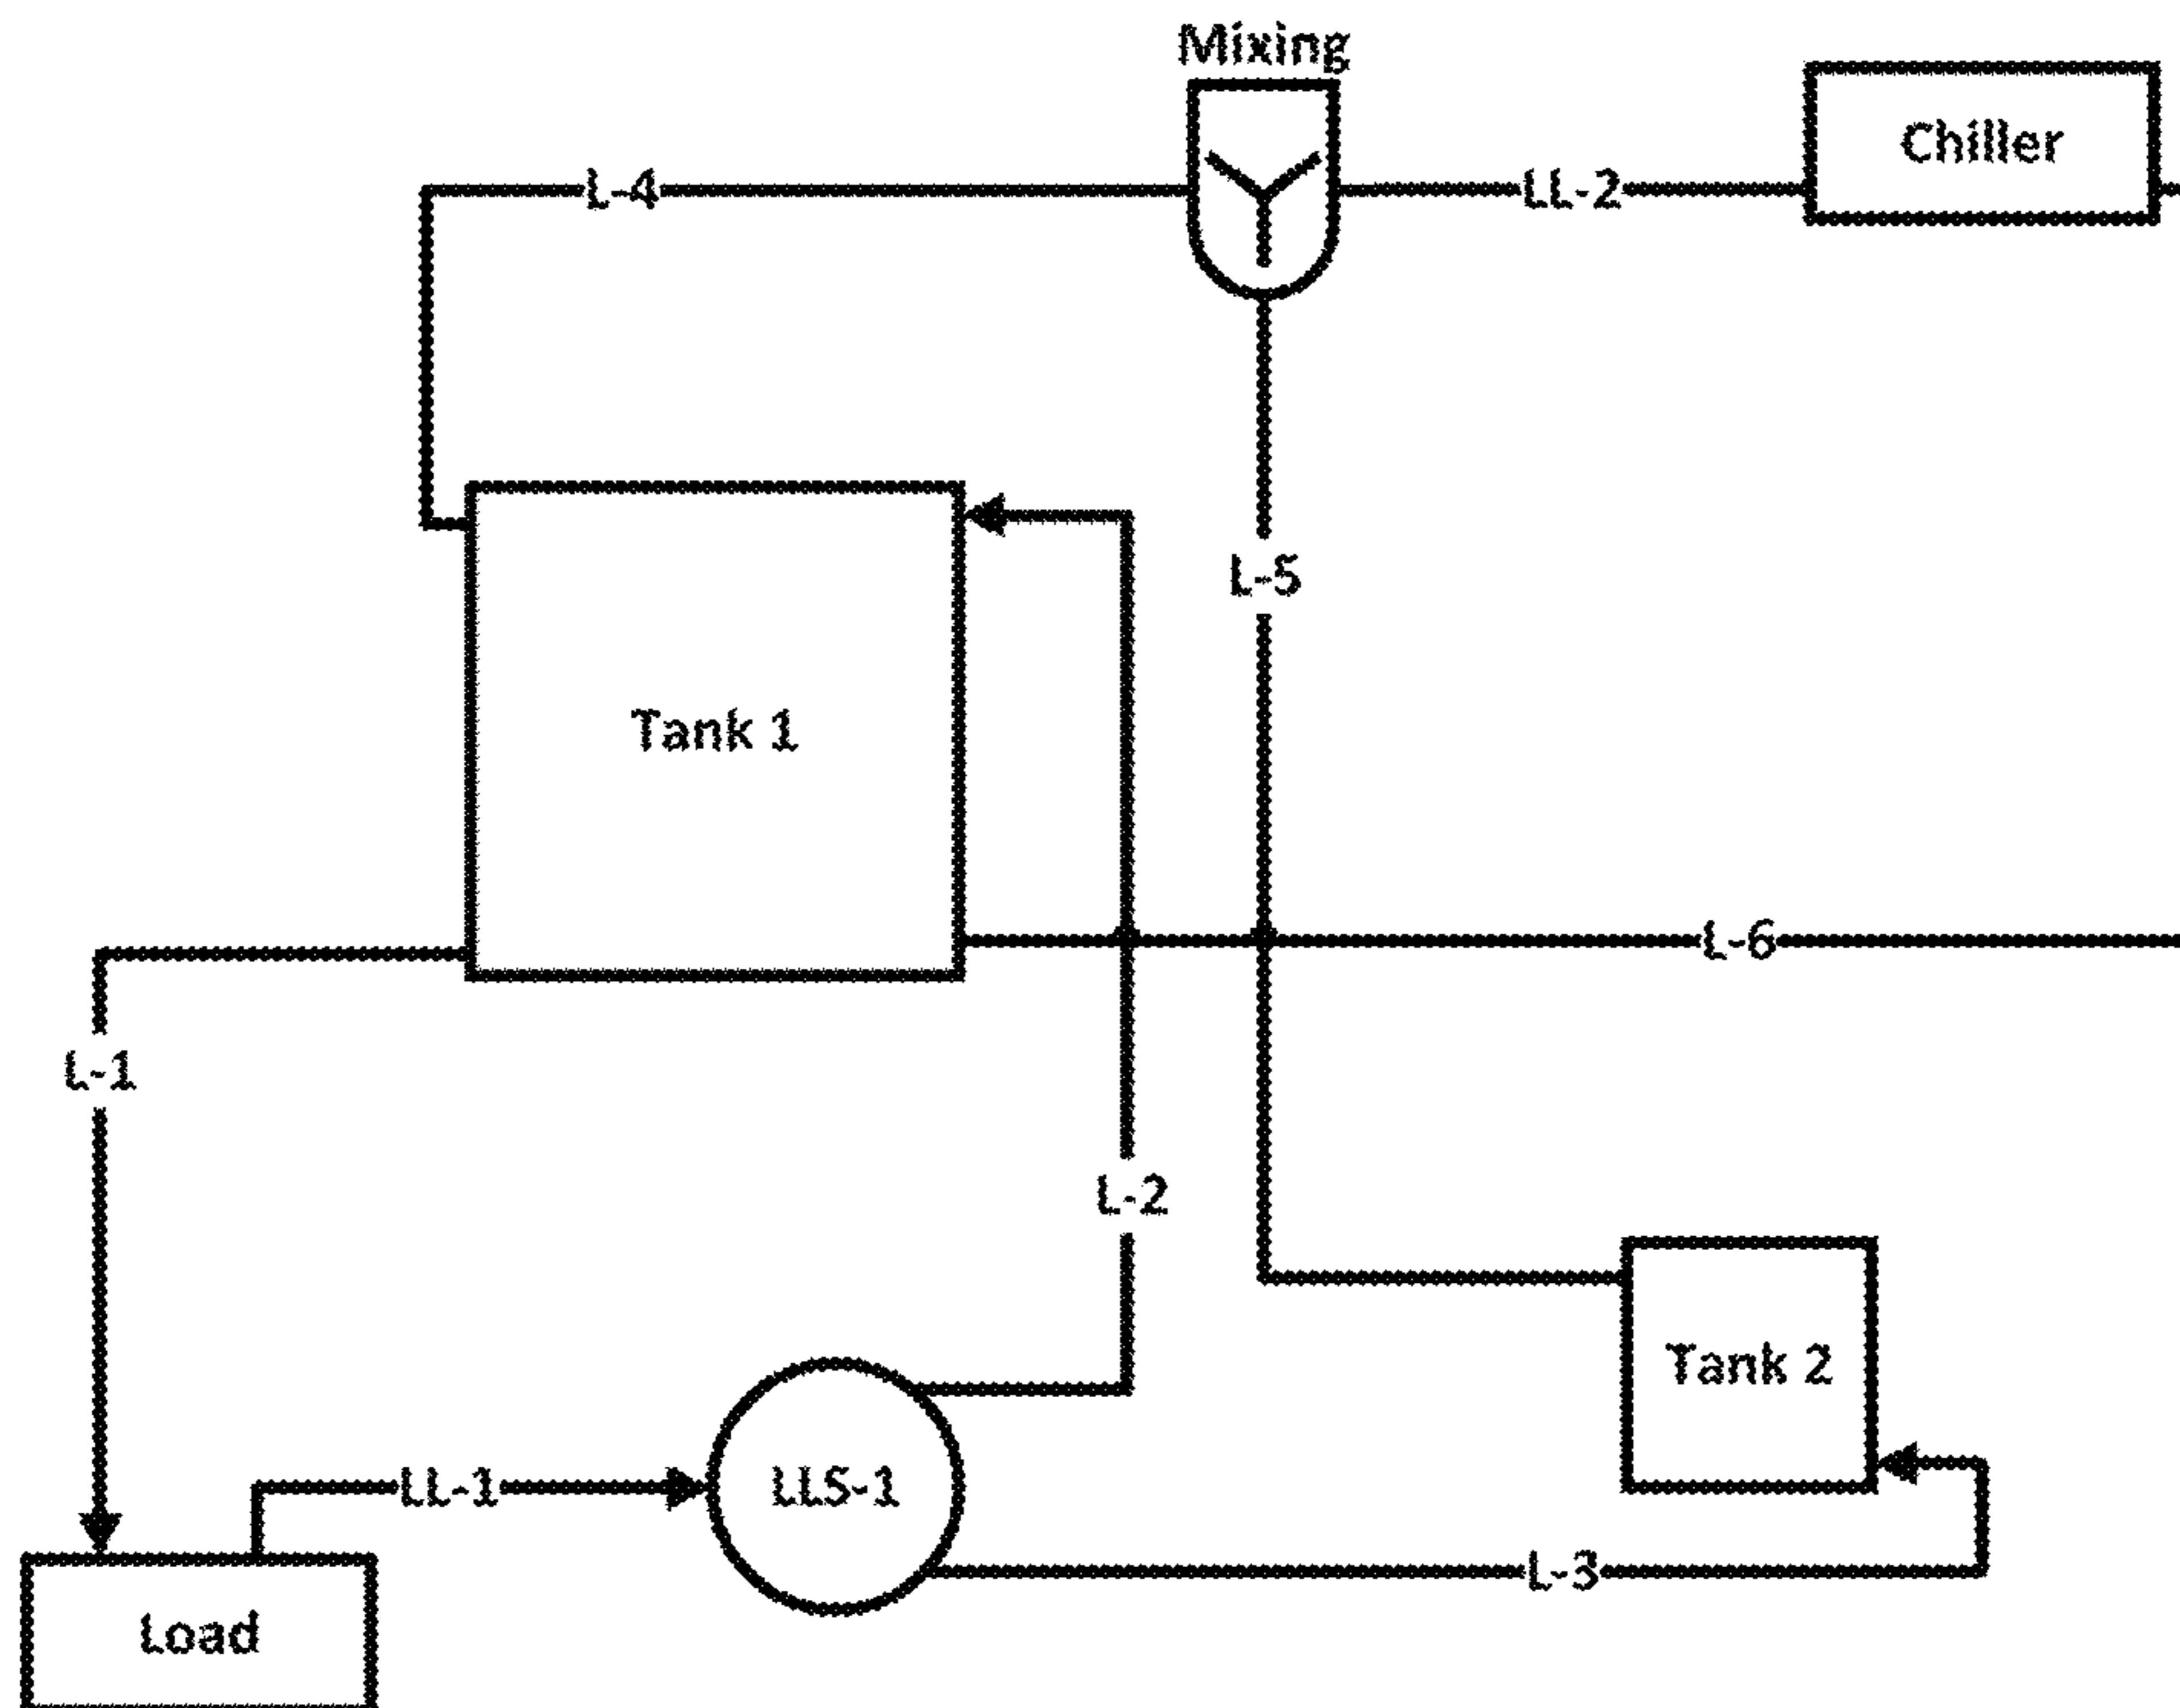 Mixing
Chiller
L-4
LL-2
L-5
Tank 1
L-6
L-1
L-2
Tank 2
LL-1
LLS-1
L-3
Load